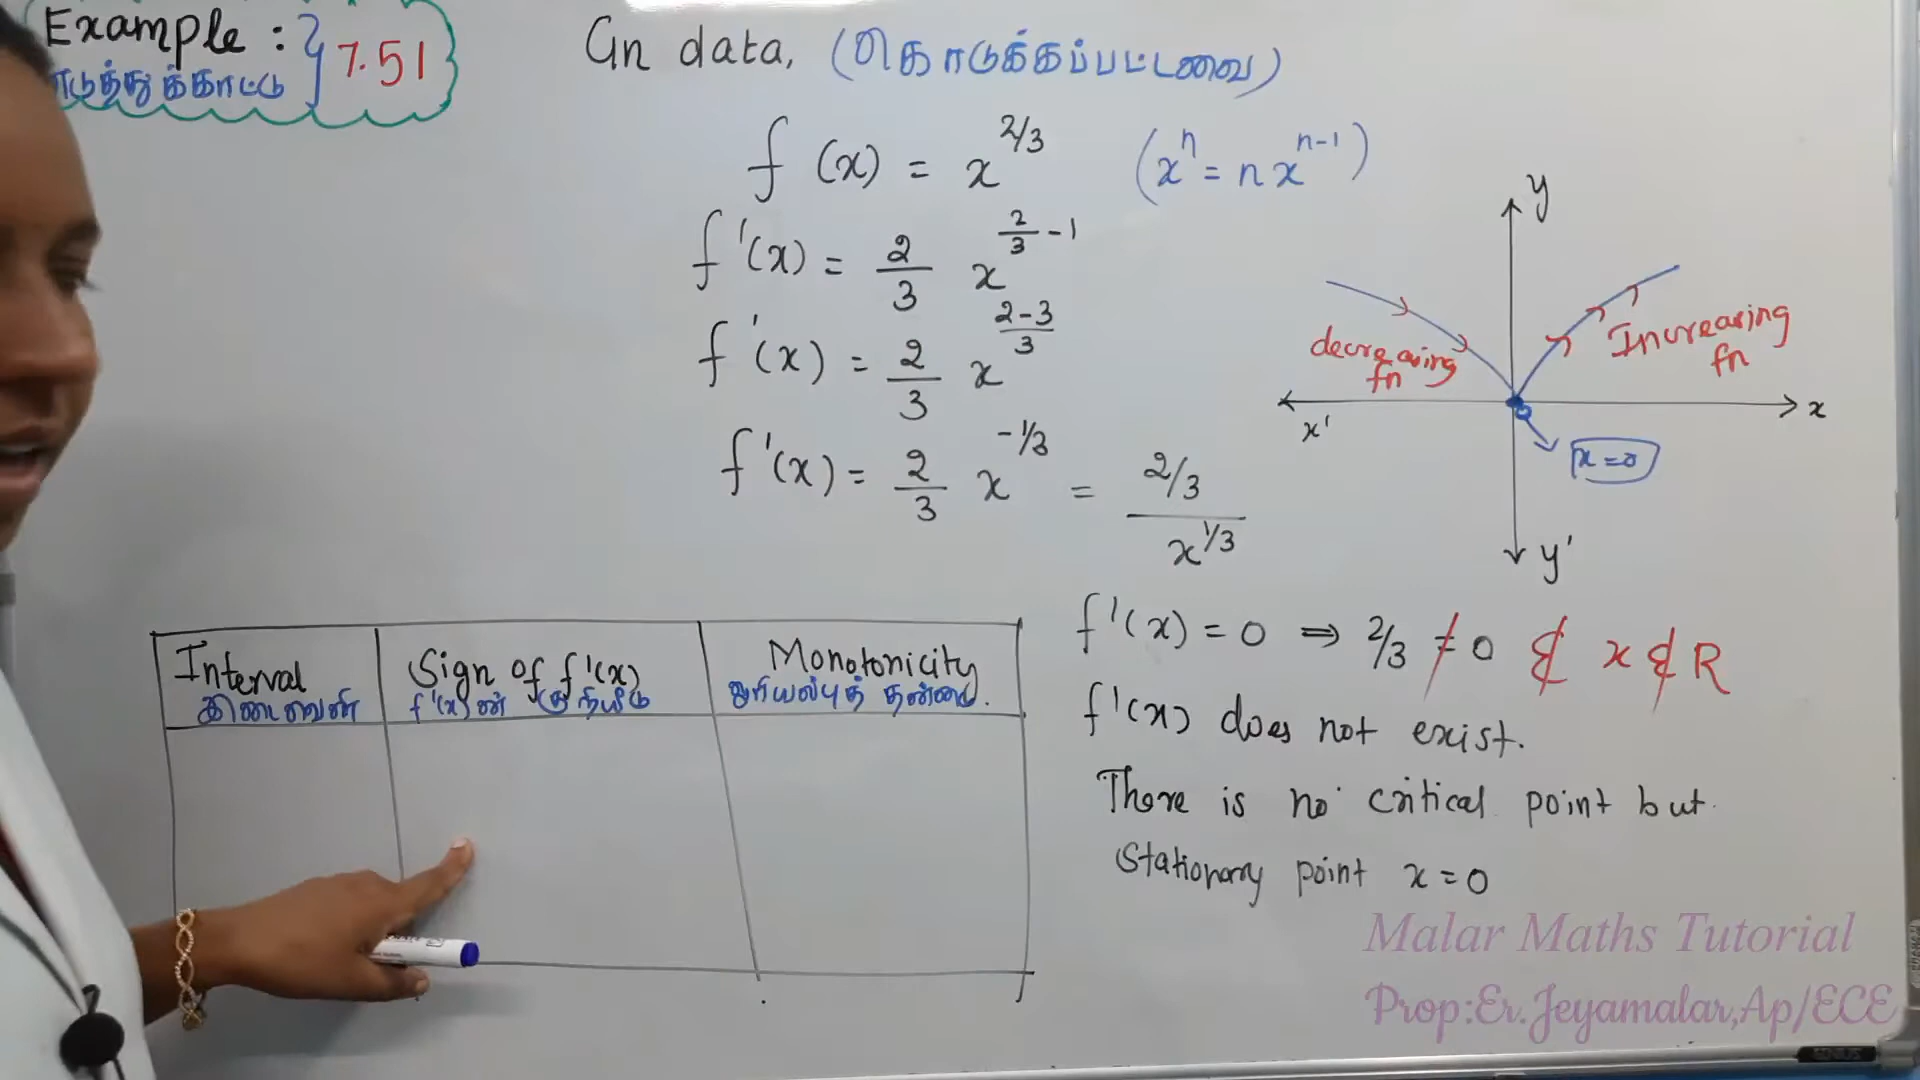 Example : } 7.51
எடுத்துக்காட்டு
Gn data, (கொடுக்கப்பட்டவை)
f (x) = x^2/3 (x^n = n x^n-1)
f'(x) = 2/3 x^2/3 - 1
f'(x) = 2/3 x^2-3/3
f'(x) = 2/3 x^-1/3 = 2/3 / x^1/3
y
decreasing fn
Increasing fn
x'
x
x=0
y'
Interval
இடைவெளி
Sign of f'(x)
f'(x) ன் குறியீடு
Monotonicity
ஓரியல்புத் தன்மை.
f'(x) = 0 ⇒ 2/3 ≠ 0 ∉ x ∉ R
f'(x) does not exist.
There is no critical point but
Stationary point x = 0
Malar Maths Tutorial
Prop:Er.Jeyamalar,Ap/ECE